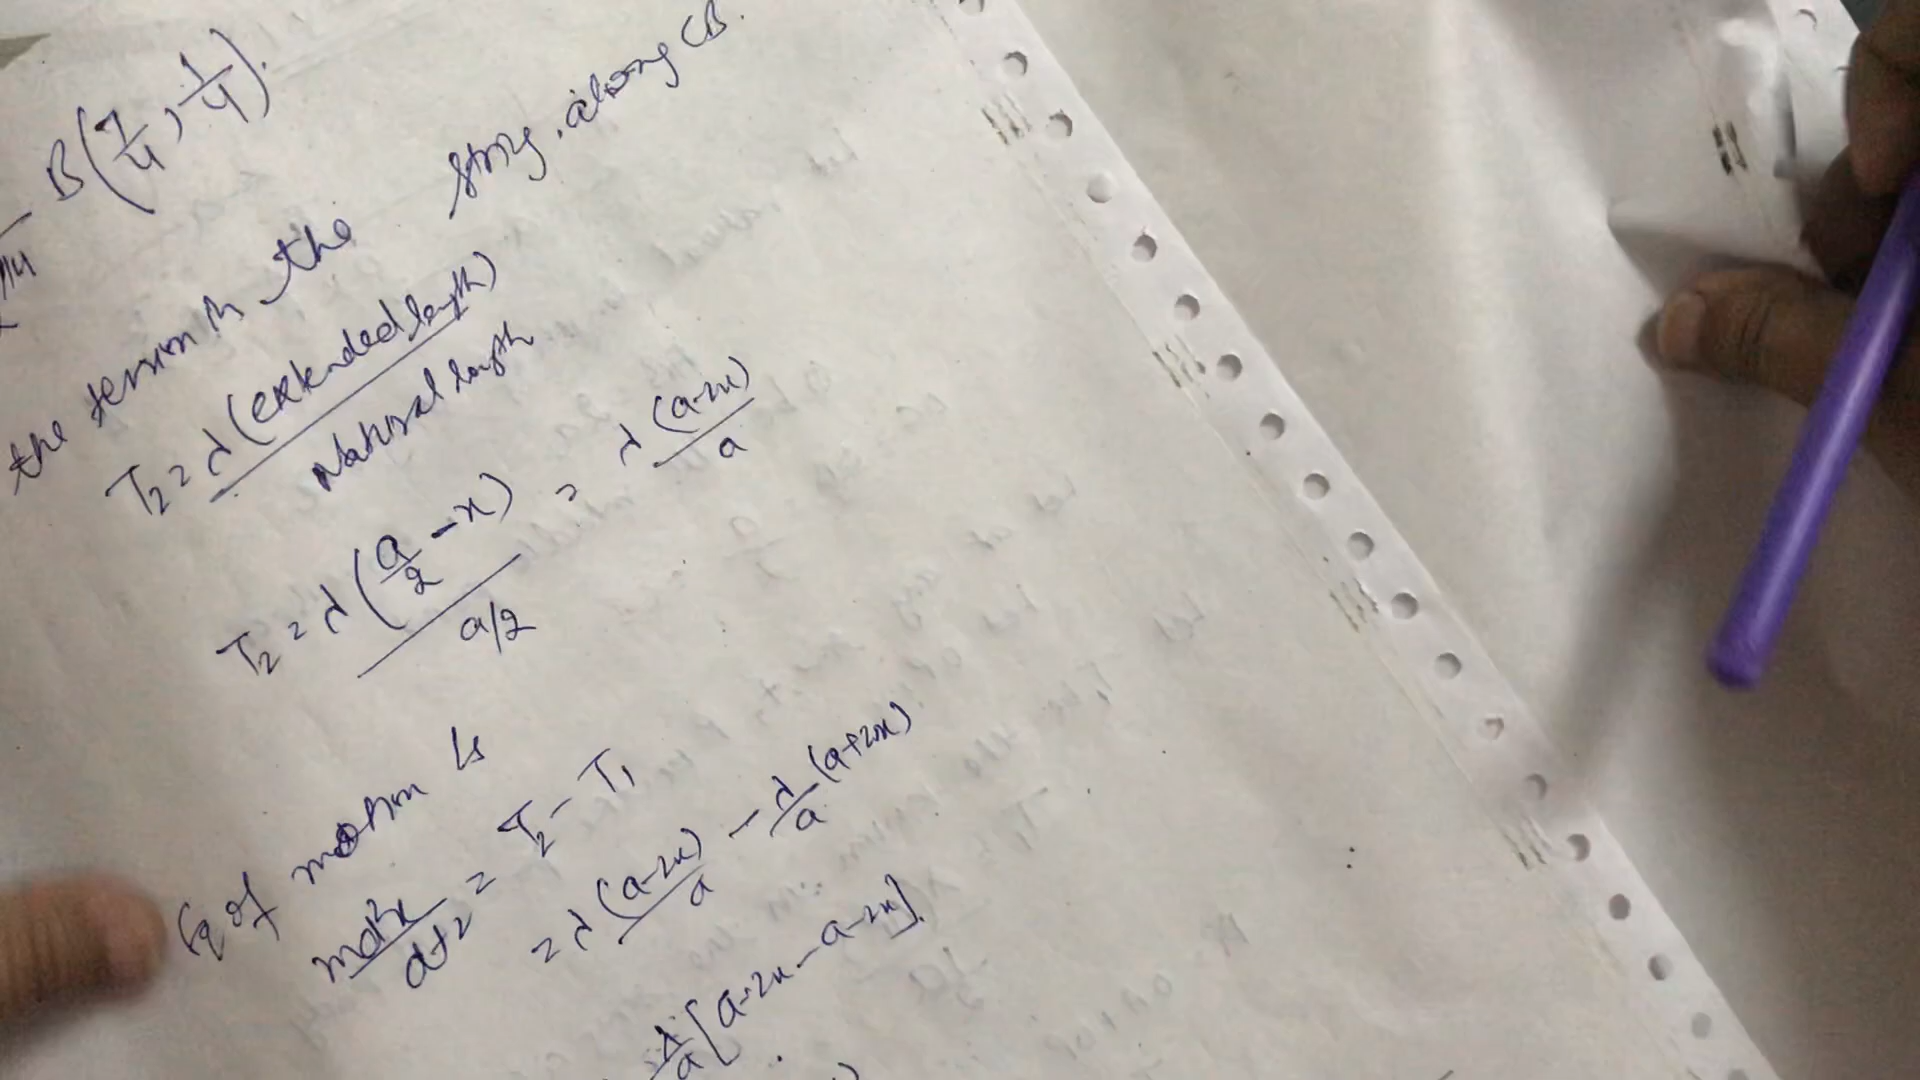 B(7/4, 1/4).
the tension in the string along CB.
T₂ = λ(extended length) / Natural length
T₂ = λ(a/2 - x) / a/2 = λ(a-2x) / a
Eq of motion is
md²x/dt² = T₂ - T₁
= λ(a-2x)/a - λ/a (a+2x)
λ/a [a-2x-a-2x].